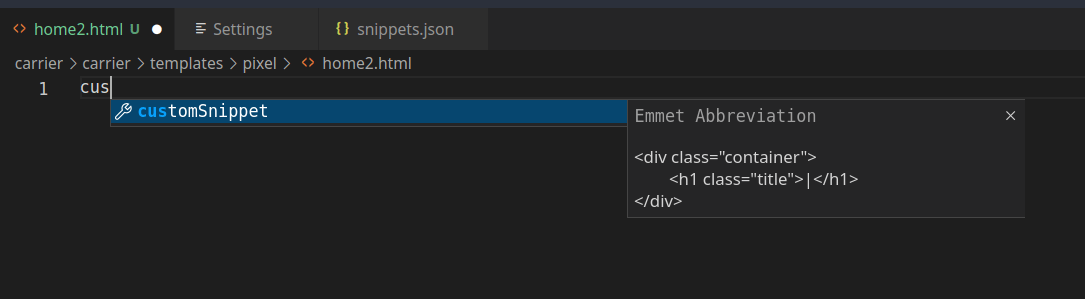 home2.html U Settings snippets.json
carrier > carrier > templates > pixel > home2.html
1 cus
customSnippet
Emmet Abbreviation
<div class="container">
<h1 class="title">|</h1>
</div>